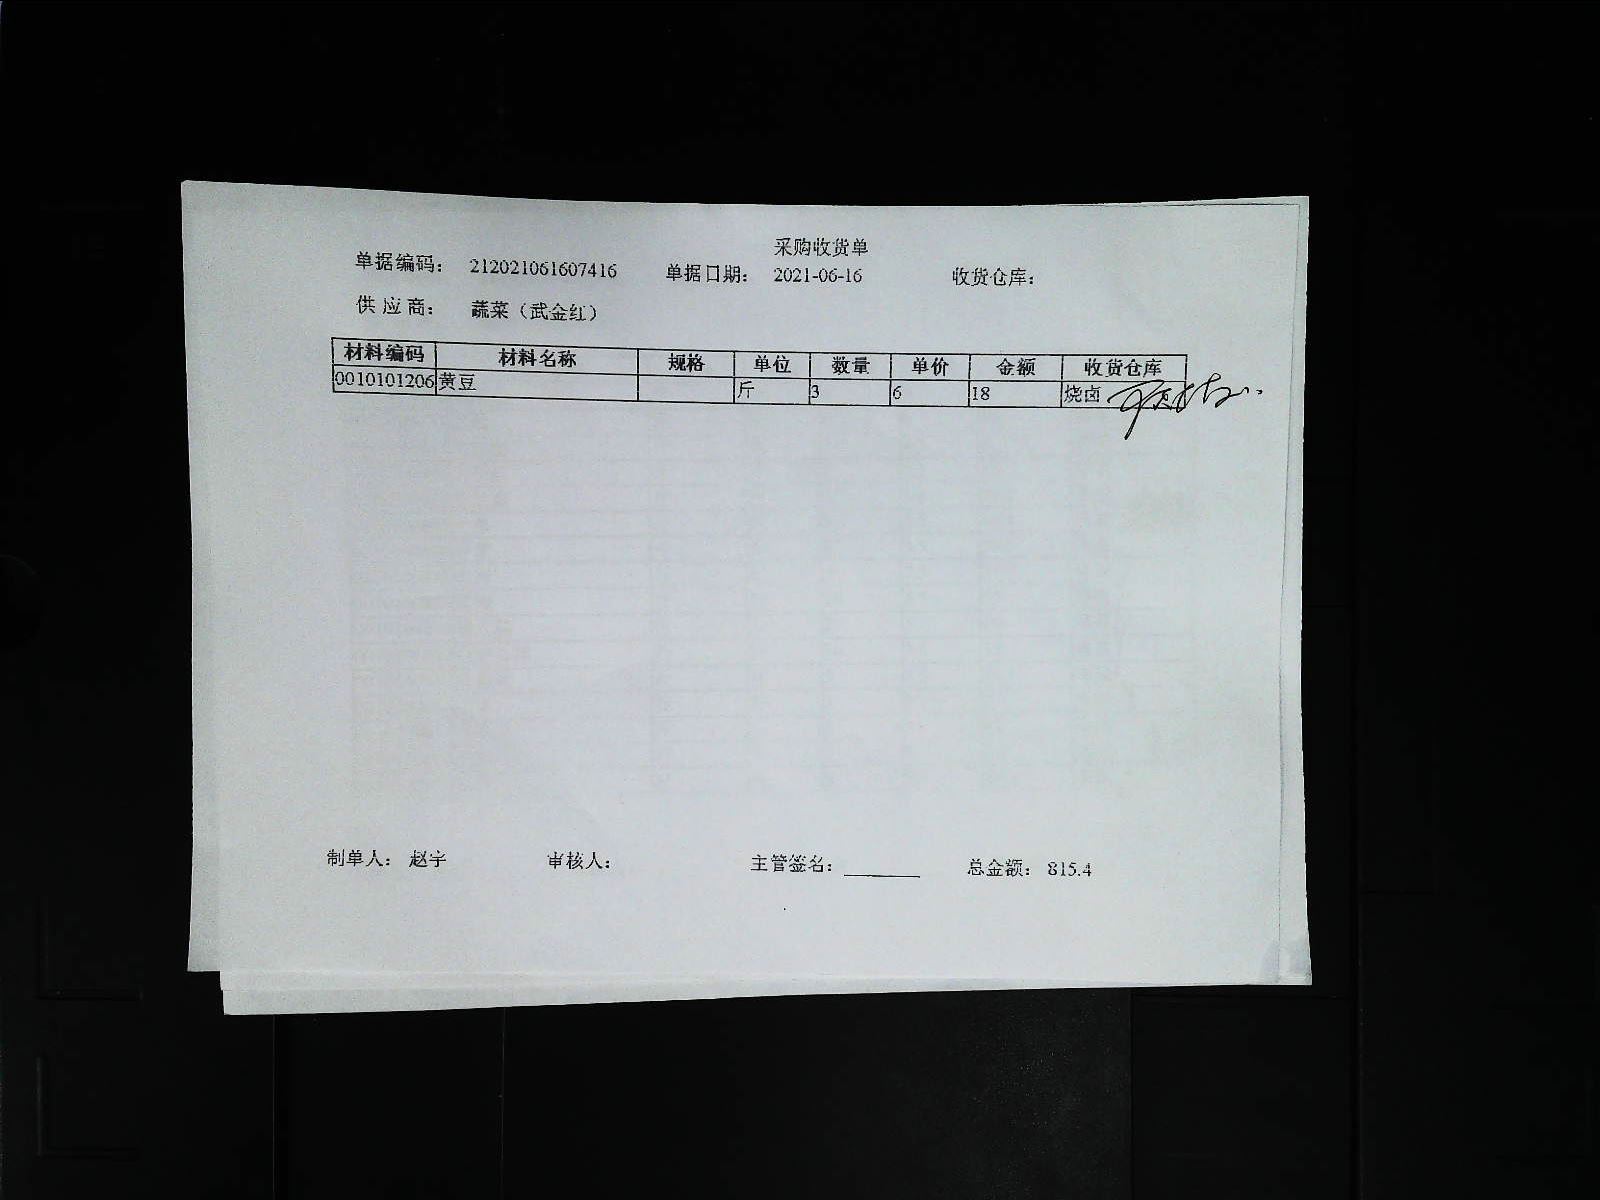 采购收货单
单据编码： 212021061607416 单据日期： 2021-06-16 收货仓库：
供 应 商： 蔬菜（武金红）
材料编码 材料名称 规格 单位 数量 单价 金额 收货仓库
0010101206 黄豆 斤 3 6 18 烧卤
制单人： 赵宇 审核人： 主管签名： 总金额： 815.4